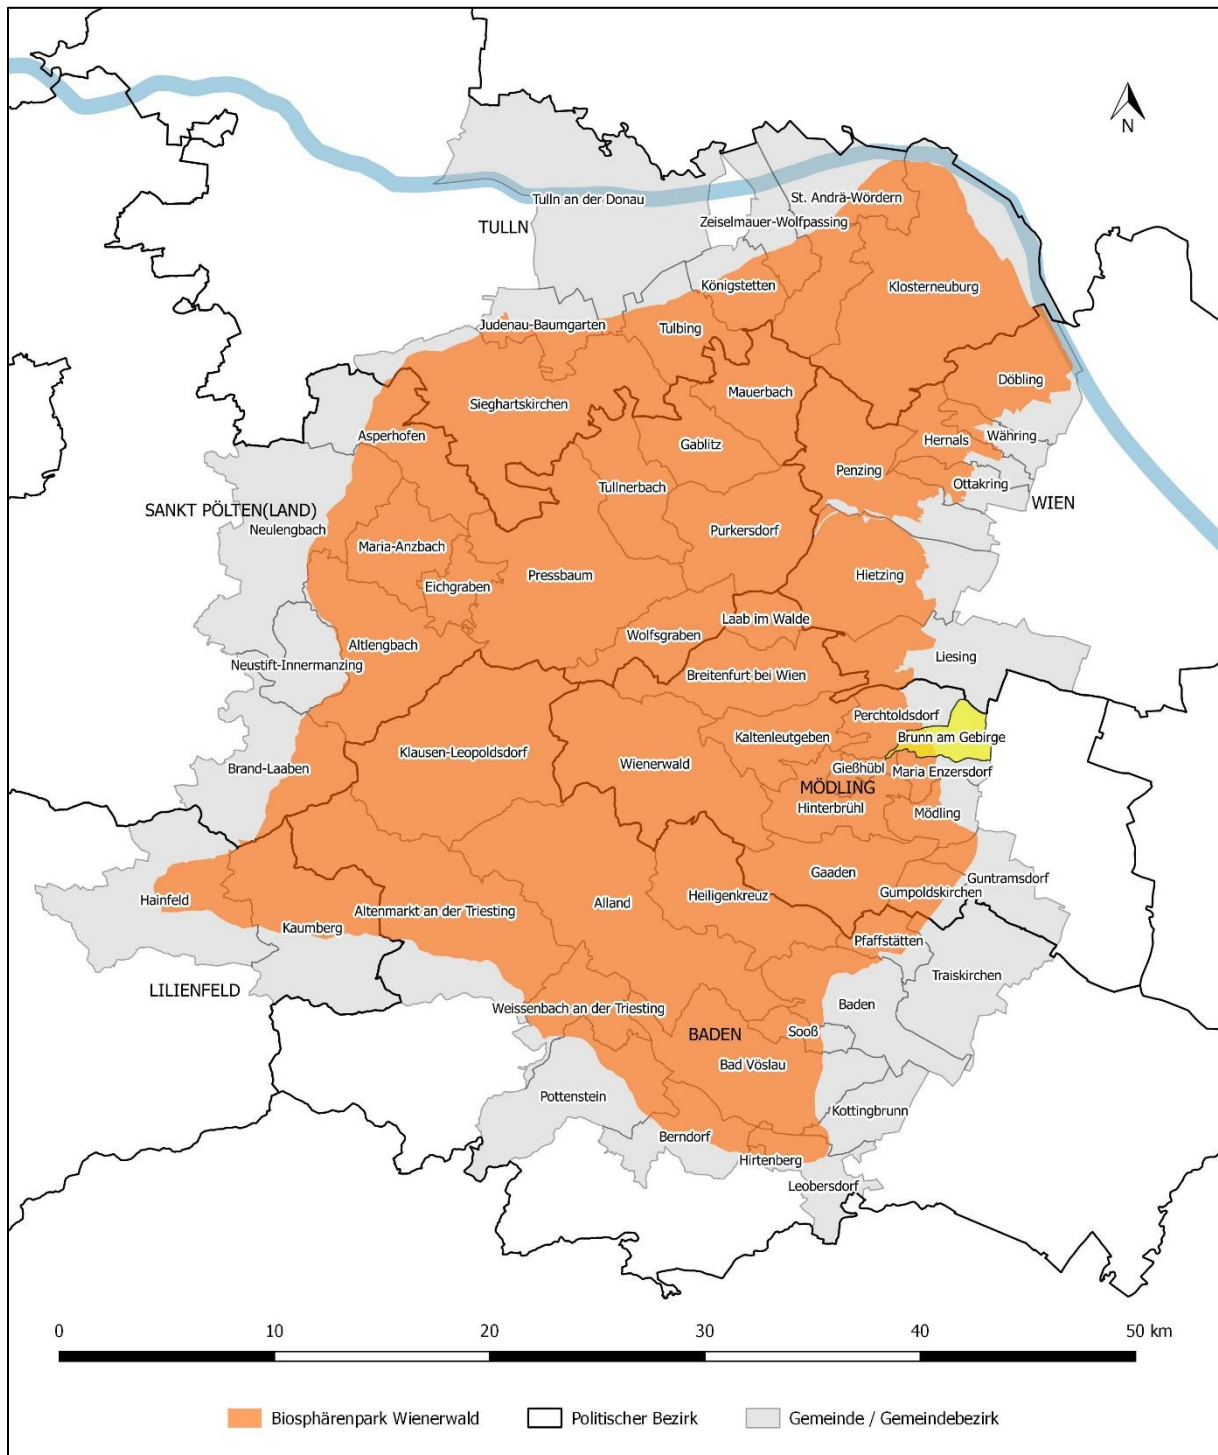 N
Tulln an der Donau
St. Andrä-Wördern
Zeiselmauer-Wolfpassing
TULLN
Königstetten
Klosterneuburg
Judenau-Baumgarten
Tulbing
Döbling
Mauerbach
Sieghartskirchen
Asperhofen
Hernals
Währing
Gablitz
Penzing
Ottakring
Tullnerbach
WIEN
SANKT PÖLTEN(LAND)
Neulengbach
Purkersdorf
Maria-Anzbach
Pressbaum
Hietzing
Eichgraben
Laab im Walde
Wolfsgraben
Altlengbach
Liesing
Neustift-Innermanzing
Breitenfurt bei Wien
Perchtoldsdorf
Kaltenleutgeben
Brunn am Gebirge
Klausen-Leopoldsdorf
Wienerwald
Brand-Laaben
Gießhübl
Maria Enzersdorf
MÖDLING
Hinterbrühl
Mödling
Gaaden
Guntramsdorf
Gumpoldskirchen
Heiligenkreuz
Hainfeld
Alland
Altenmarkt an der Triesting
Kaumberg
Pfaffstätten
Traiskirchen
LILIENFELD
Baden
Weissenbach an der Triesting
BADEN
Sooß
Bad Vöslau
Pottenstein
Kottingbrunn
Berndorf
Hirtenberg
Leobersdorf
0 10 20 30 40 50 km
Biosphärenpark Wienerwald Politischer Bezirk Gemeinde / Gemeindebezirk